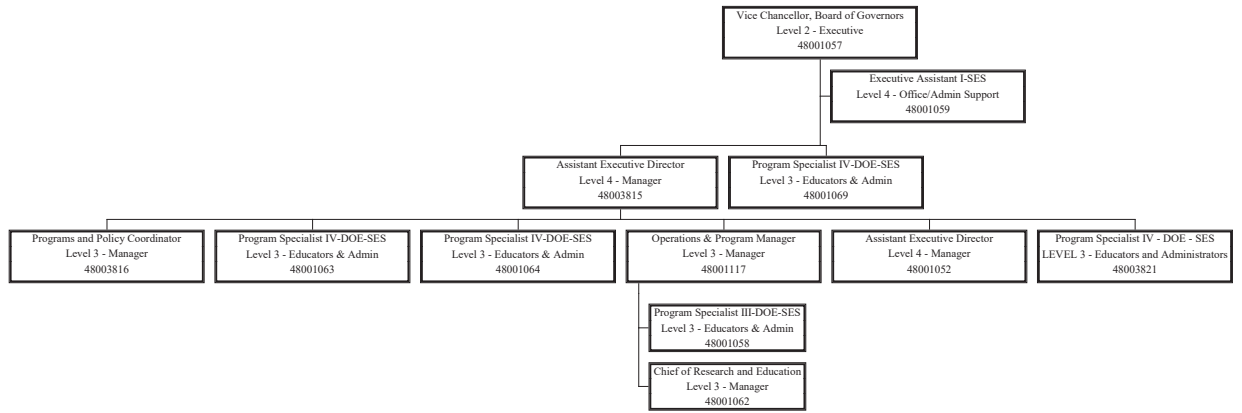 Vice Chancellor, Board of Governors
Level 2 - Executive
48001057
Executive Assistant I-SES
Level 4 - Office/Admin Support
48001059
Assistant Executive Director
Level 4 - Manager
48003815
Program Specialist IV-DOE-SES
Level 3 - Educators & Admin
48001069
Programs and Policy Coordinator
Level 3 - Manager
48003816
Program Specialist IV-DOE-SES
Level 3 - Educators & Admin
48001063
Program Specialist IV-DOE-SES
Level 3 - Educators & Admin
48001064
Operations & Program Manager
Level 3 - Manager
48001117
Assistant Executive Director
Level 4 - Manager
48001052
Program Specialist IV - DOE - SES
LEVEL 3 - Educators and Administrators
48003821
Program Specialist III-DOE-SES
Level 3 - Educators & Admin
48001058
Chief of Research and Education
Level 3 - Manager
48001062